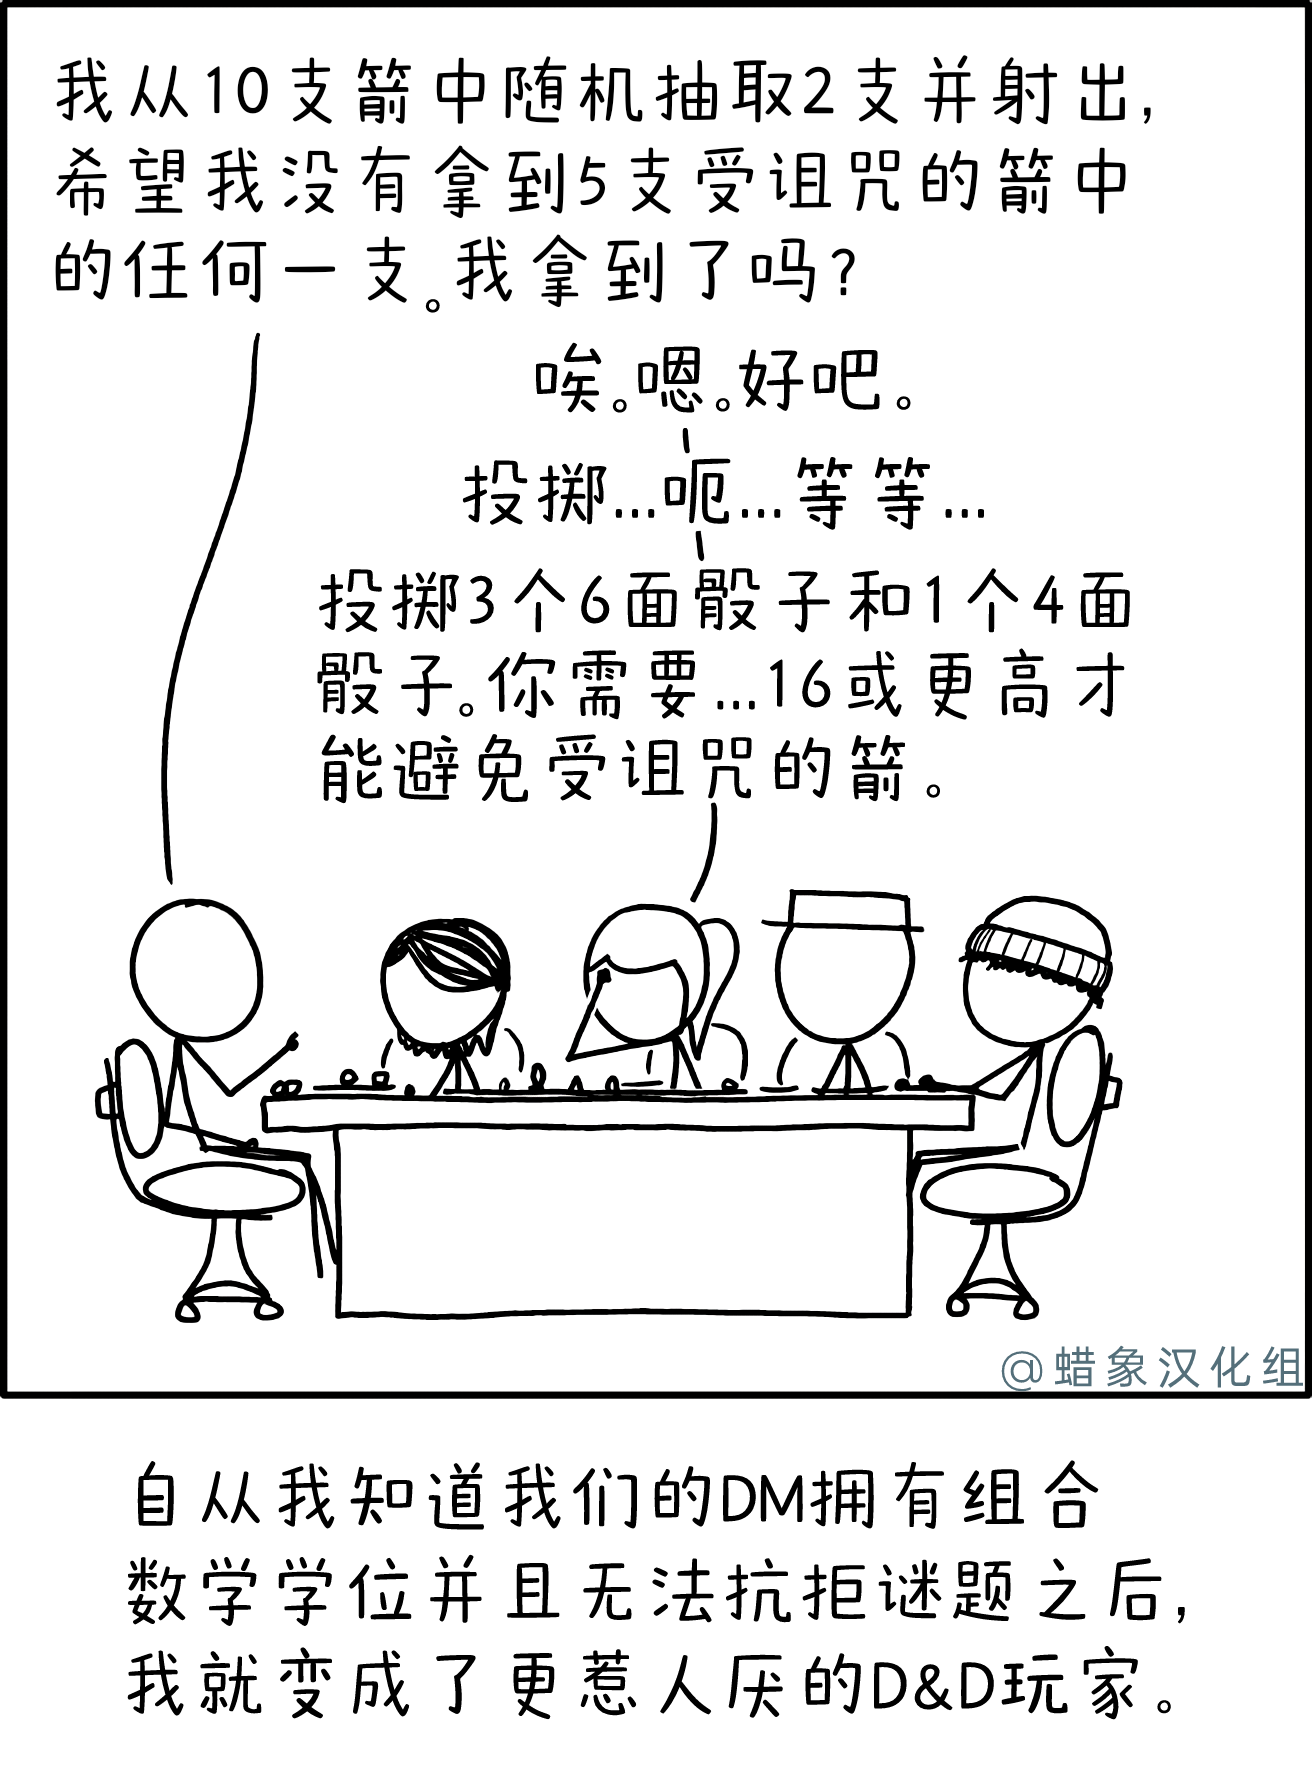 我从10支箭中随机抽取2支并射出,
希望我没有拿到5支受诅咒的箭中
的任何一支。我拿到了吗?
唉。嗯。好吧。
投掷...呃...等等...
投掷3个6面骰子和1个4面
骰子。你需要...16或更高才
能避免受诅咒的箭。
@蜡象汉化组
自从我知道我们的DM拥有组合
数学学位并且无法抗拒谜题之后,
我就变成了更惹人厌的D&D玩家。